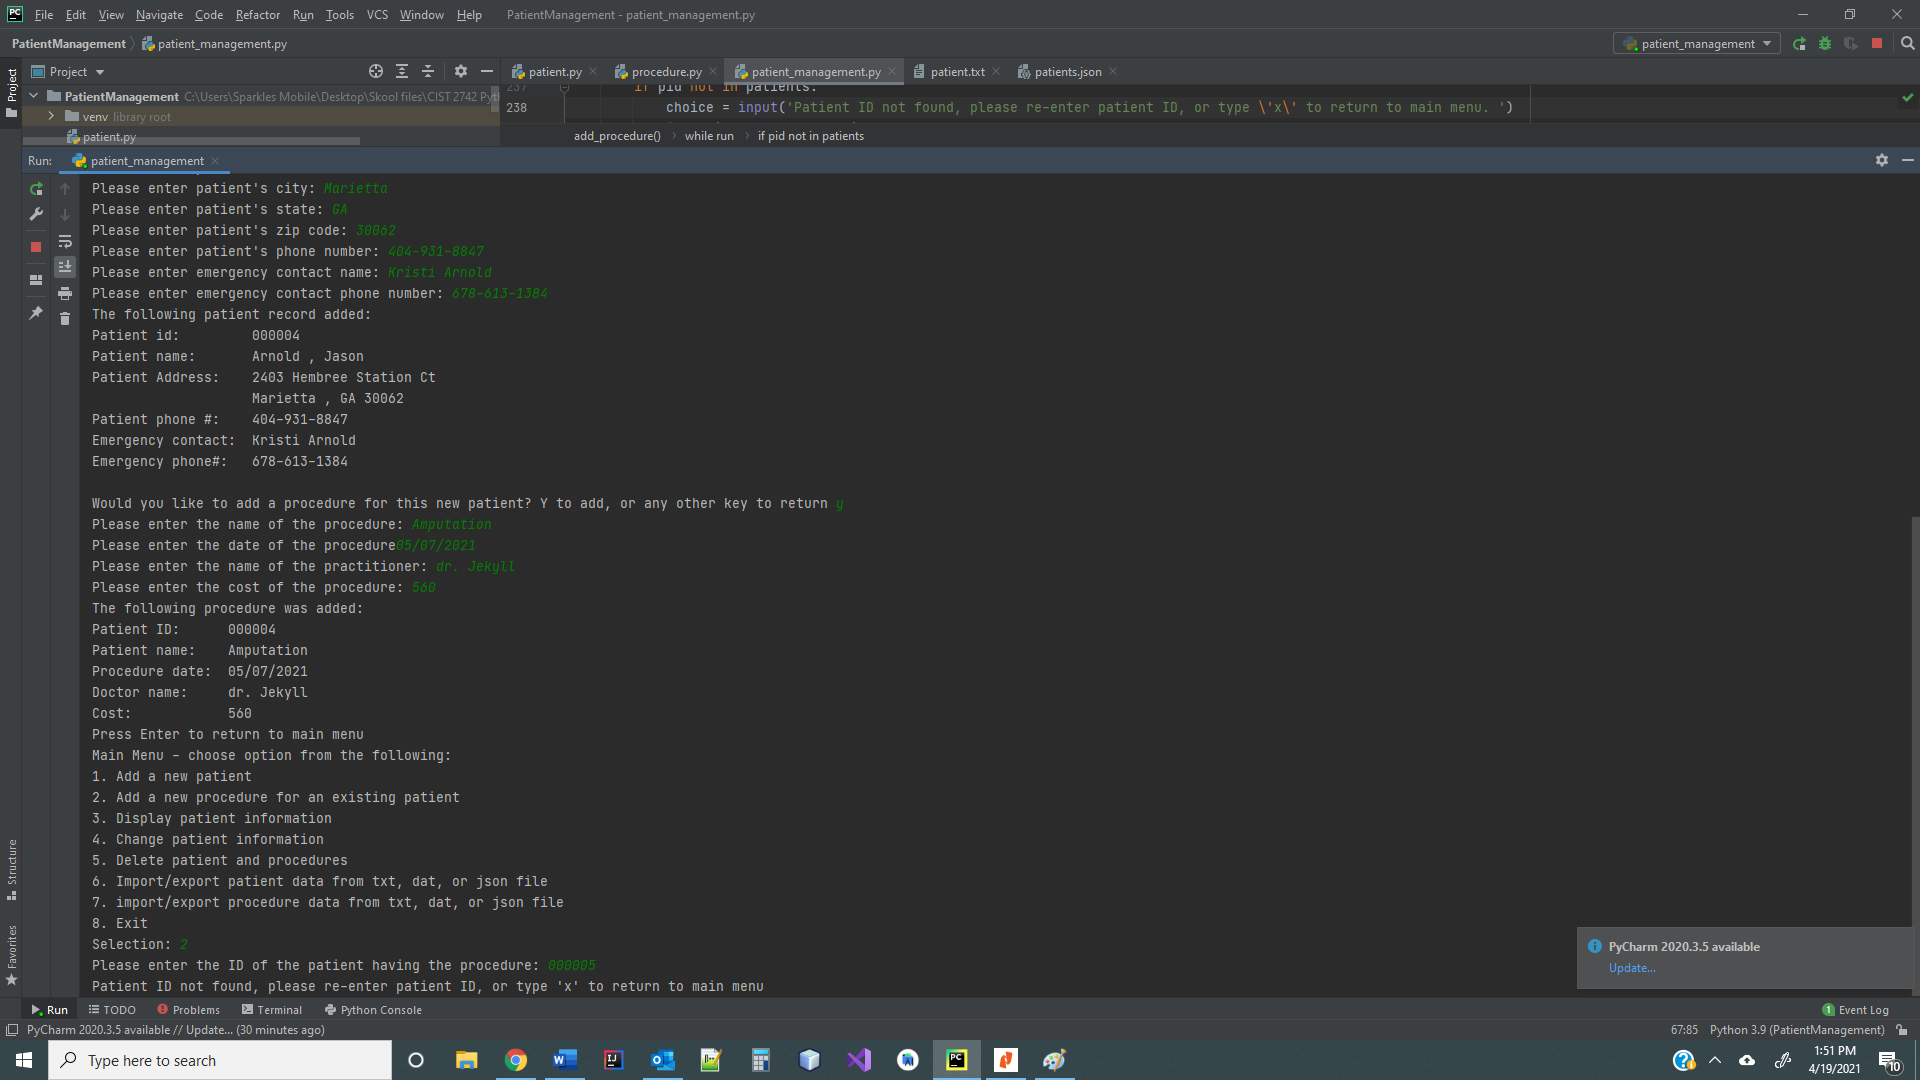 File Edit View Navigate Code Refactor Run Tools VCS Window Help PatientManagement - patient_management.py
PatientManagement patient_management.py patient_management
Project patient.py procedure.py patient_management.py patient.txt patients.json
PatientManagement C:\Users\Sparkles Mobile\Desktop\Skool files\CIST 2742 Pyth
237 if pid not in patients:
238 choice = input('Patient ID not found, please re-enter patient ID, or type \'x\' to return to main menu. ')
venv library root
patient.py
add_procedure() while run if pid not in patients
Run: patient_management
Please enter patient's city: Marietta
Please enter patient's state: GA
Please enter patient's zip code: 30062
Please enter patient's phone number: 404-931-8847
Please enter emergency contact name: Kristi Arnold
Please enter emergency contact phone number: 678-613-1384
The following patient record added:
Patient id: 000004
Patient name: Arnold , Jason
Patient Address: 2403 Hembree Station Ct
Marietta , GA 30062
Patient phone #: 404-931-8847
Emergency contact: Kristi Arnold
Emergency phone#: 678-613-1384
Would you like to add a procedure for this new patient? Y to add, or any other key to return y
Please enter the name of the procedure: Amputation
Please enter the date of the procedure05/07/2021
Please enter the name of the practitioner: dr. Jekyll
Please enter the cost of the procedure: 560
The following procedure was added:
Patient ID: 000004
Patient name: Amputation
Procedure date: 05/07/2021
Doctor name: dr. Jekyll
Cost: 560
Press Enter to return to main menu
Main Menu - choose option from the following:
1. Add a new patient
2. Add a new procedure for an existing patient
3. Display patient information
4. Change patient information
5. Delete patient and procedures
6. Import/export patient data from txt, dat, or json file
7. import/export procedure data from txt, dat, or json file
8. Exit
Selection: 2
Please enter the ID of the patient having the procedure: 000005
Patient ID not found, please re-enter patient ID, or type 'x' to return to main menu
Project
Structure
Favorites
PyCharm 2020.3.5 available
Update...
Run TODO Problems Terminal Python Console 1 Event Log
PyCharm 2020.3.5 available // Update... (30 minutes ago) 67:85 Python 3.9 (PatientManagement)
Type here to search
1:51 PM
4/19/2021
10